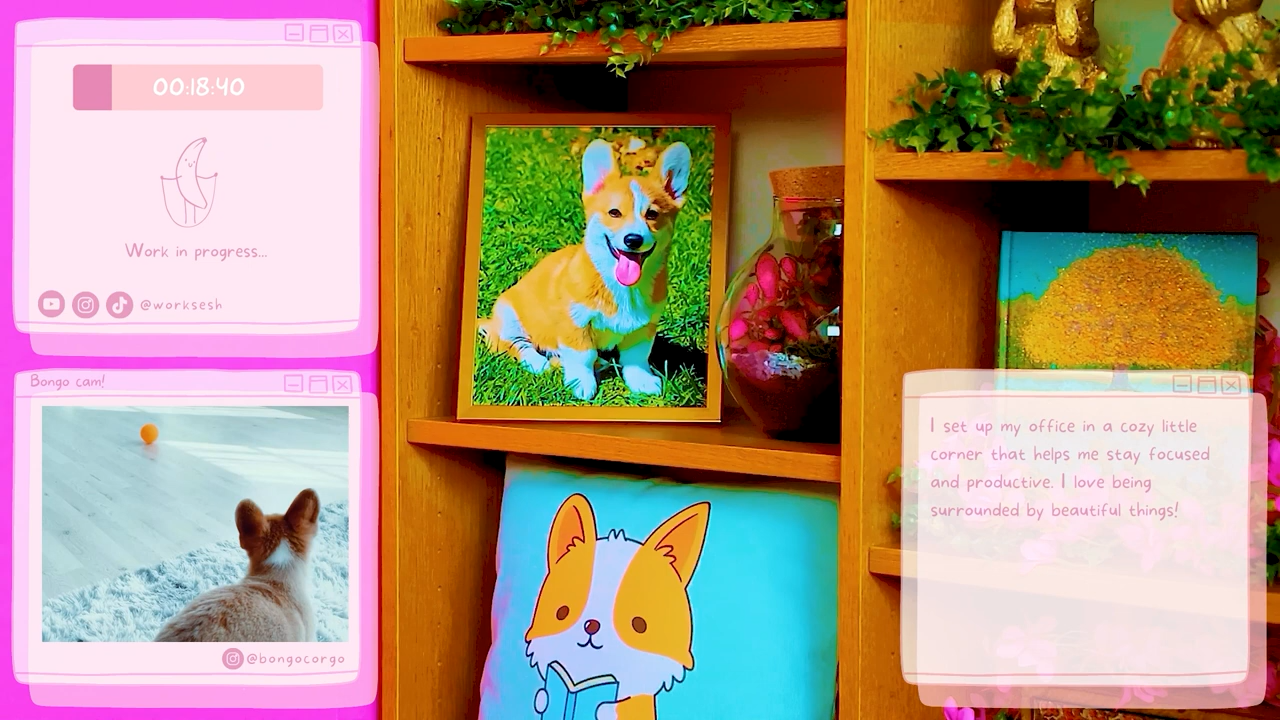 00:18:40
Work in progress...
@worksesh
Bongo cam!
@bongocorgo
I set up my office in a cozy little
corner that helps me stay focused
and productive. I love being
surrounded by beautiful things!